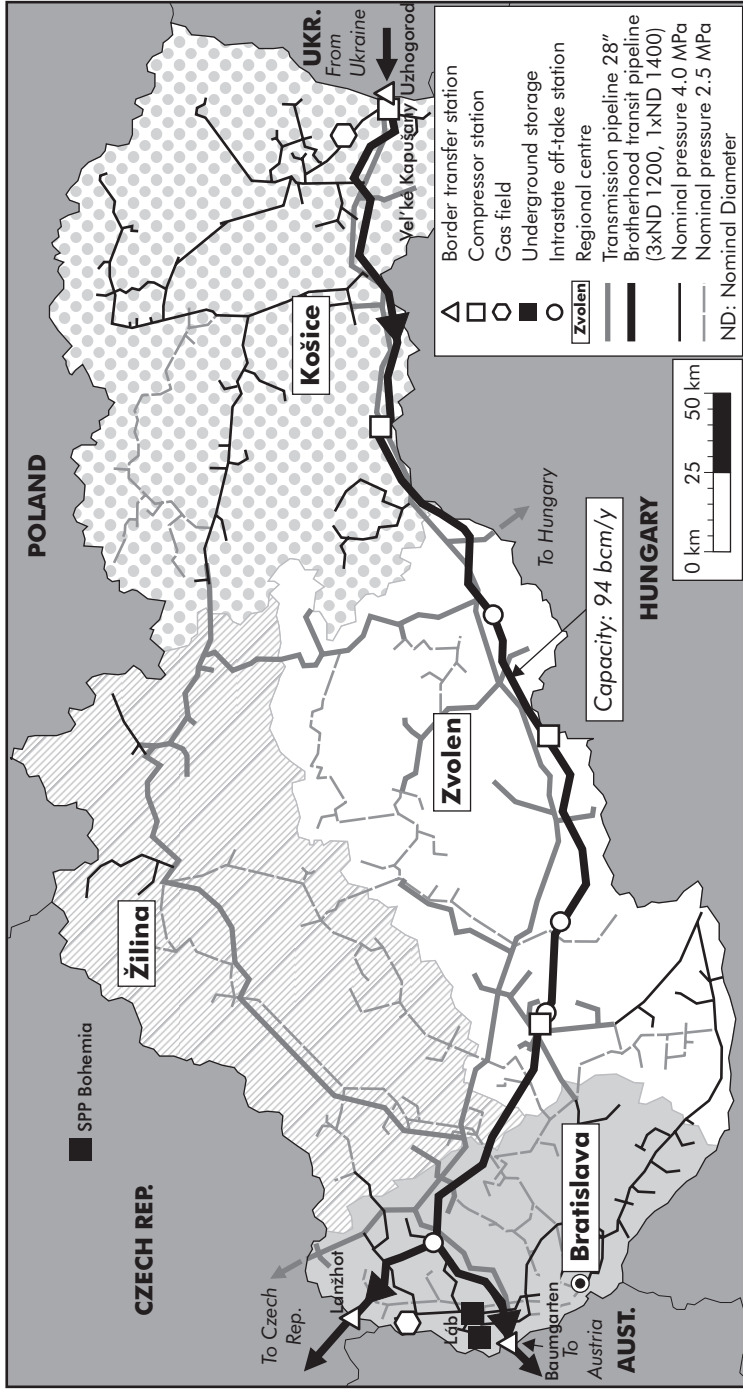 UKR.
From
Ukraine
Uzhogorod
Vel'ke Kapušany
POLAND
Košice
To Hungary
Capacity: 94 bcm/y
HUNGARY
Zvolen
Žilina
SPP Bohemia
CZECH REP.
To Czech
Rep.
Lanžhot
Láb
Bratislava
Baumgarten
To
Austria
AUST.
Border transfer station
Compressor station
Gas field
Underground storage
Intrastate off-take station
Zvolen Regional centre
Transmission pipeline 28"
Brotherhood transit pipeline
(3xND 1200, 1xND 1400)
Nominal pressure 4.0 MPa
Nominal pressure 2.5 MPa
ND: Nominal Diameter
0 km 25 50 km